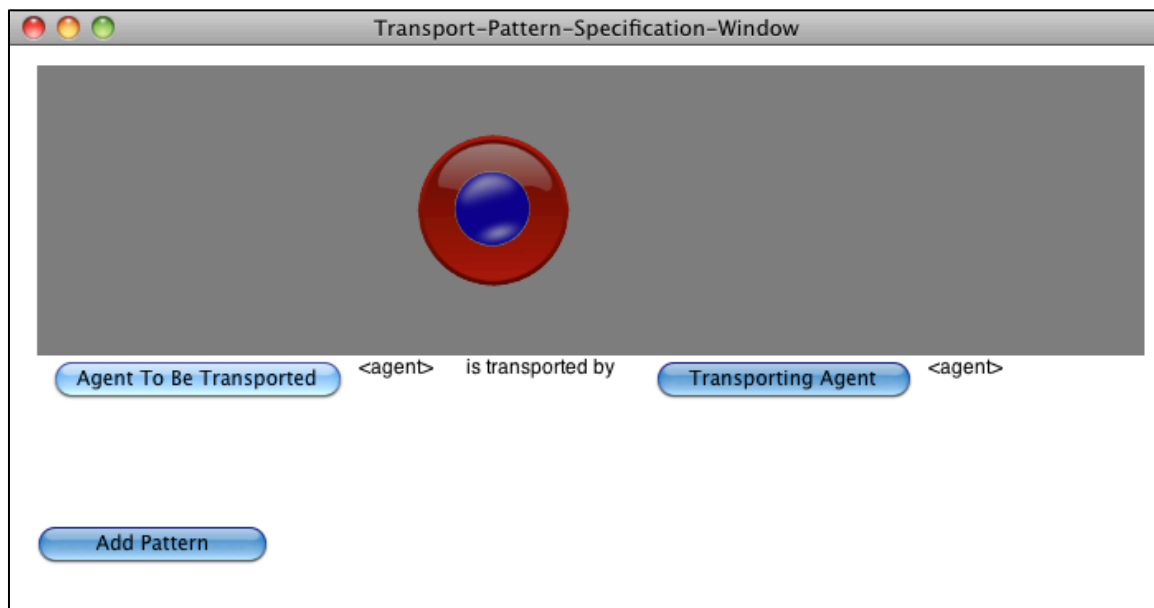 Transport-Pattern-Specification-Window
Agent To Be Transported <agent> is transported by Transporting Agent <agent>
Add Pattern